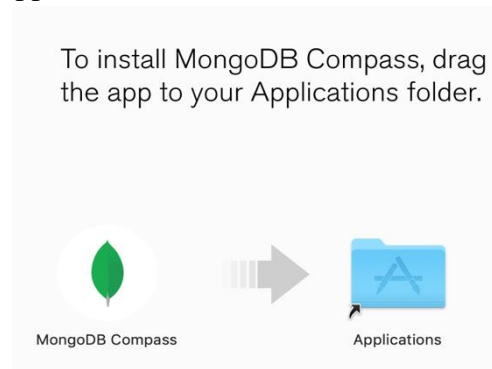 To install MongoDB Compass, drag
the app to your Applications folder.
MongoDB Compass
Applications